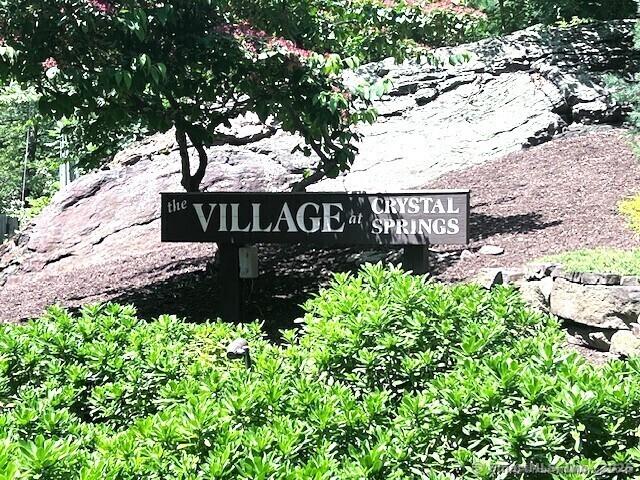 the VILLAGE at CRYSTAL
SPRINGS